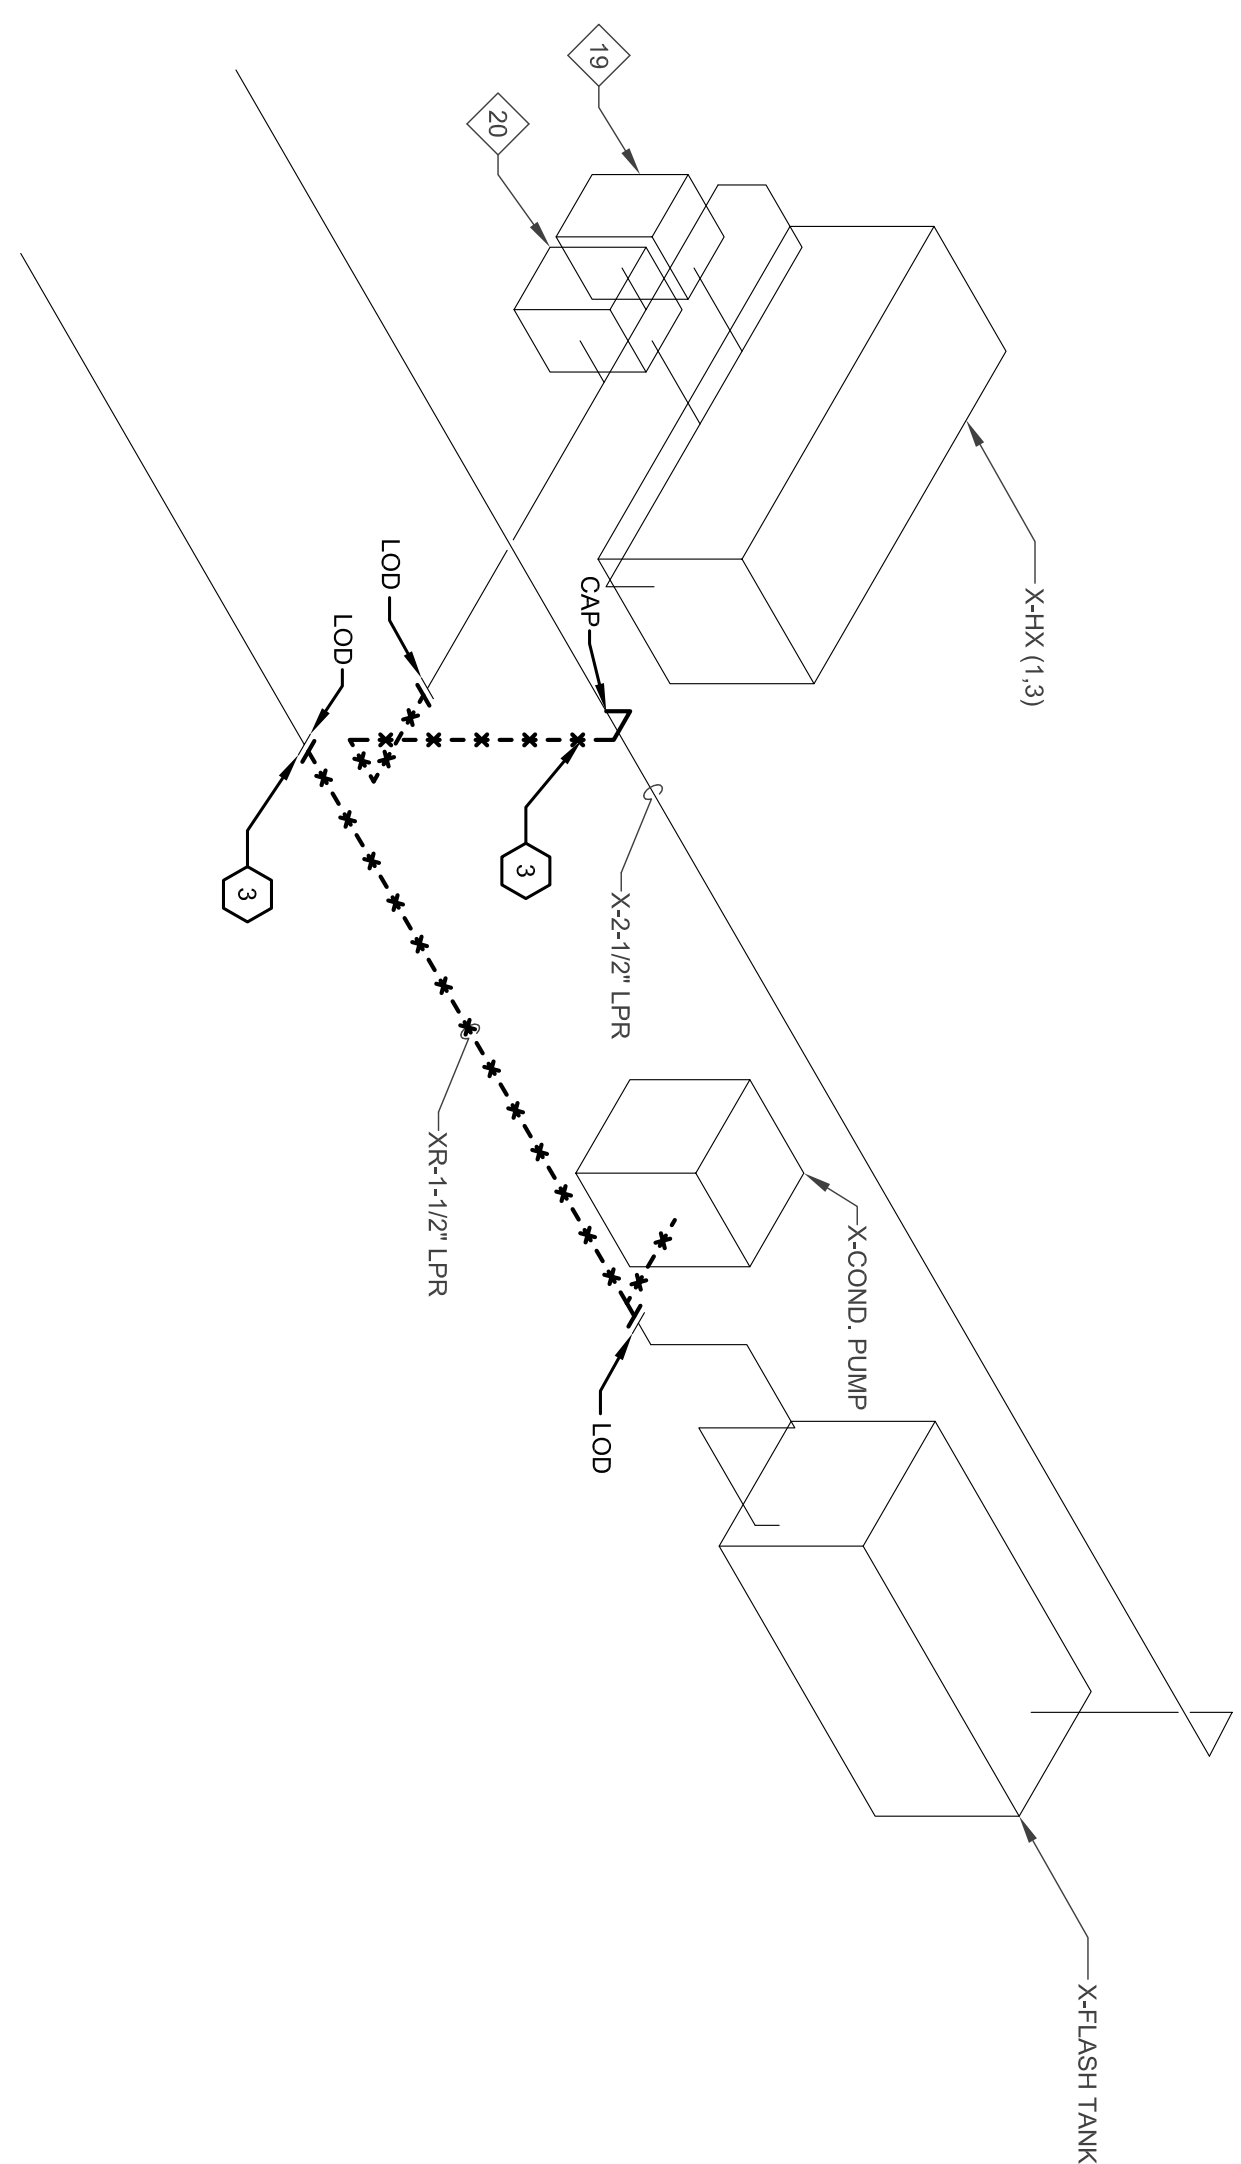 19
20
X-HX (1,3)
CAP
LOD
LOD
3
3
X-2-1/2" LPR
XR-1-1/2" LPR
X-COND. PUMP
LOD
X-FLASH TANK